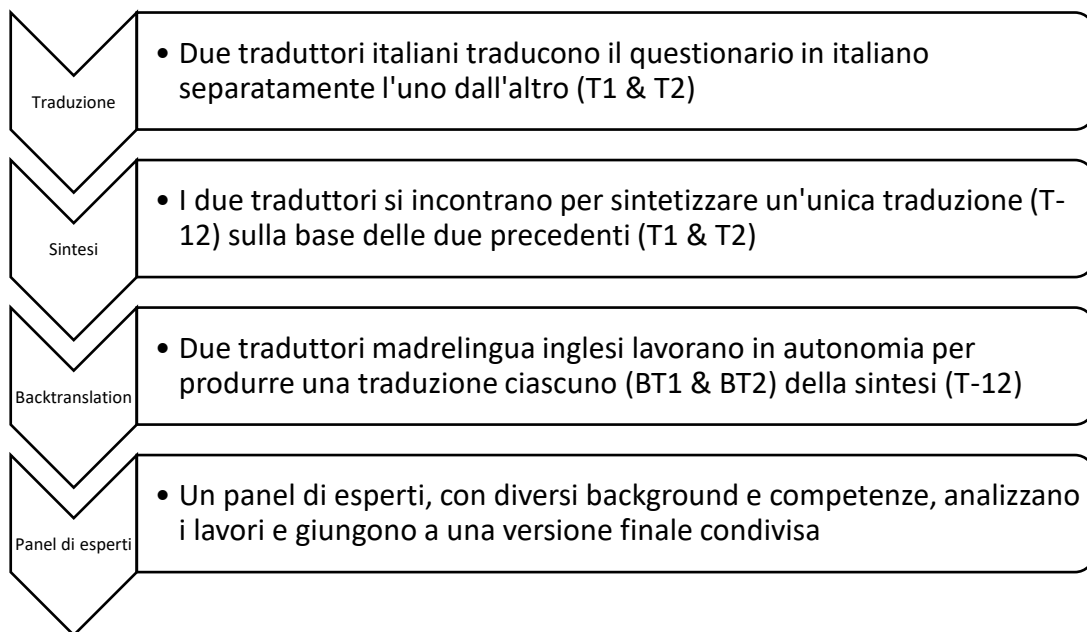 Traduzione
• Due traduttori italiani traducono il questionario in italiano
separatamente l'uno dall'altro (T1 & T2)
Sintesi
• I due traduttori si incontrano per sintetizzare un'unica traduzione (T-
12) sulla base delle due precedenti (T1 & T2)
Backtranslation
• Due traduttori madrelingua inglesi lavorano in autonomia per
produrre una traduzione ciascuno (BT1 & BT2) della sintesi (T-12)
Panel di esperti
• Un panel di esperti, con diversi background e competenze, analizzano
i lavori e giungono a una versione finale condivisa